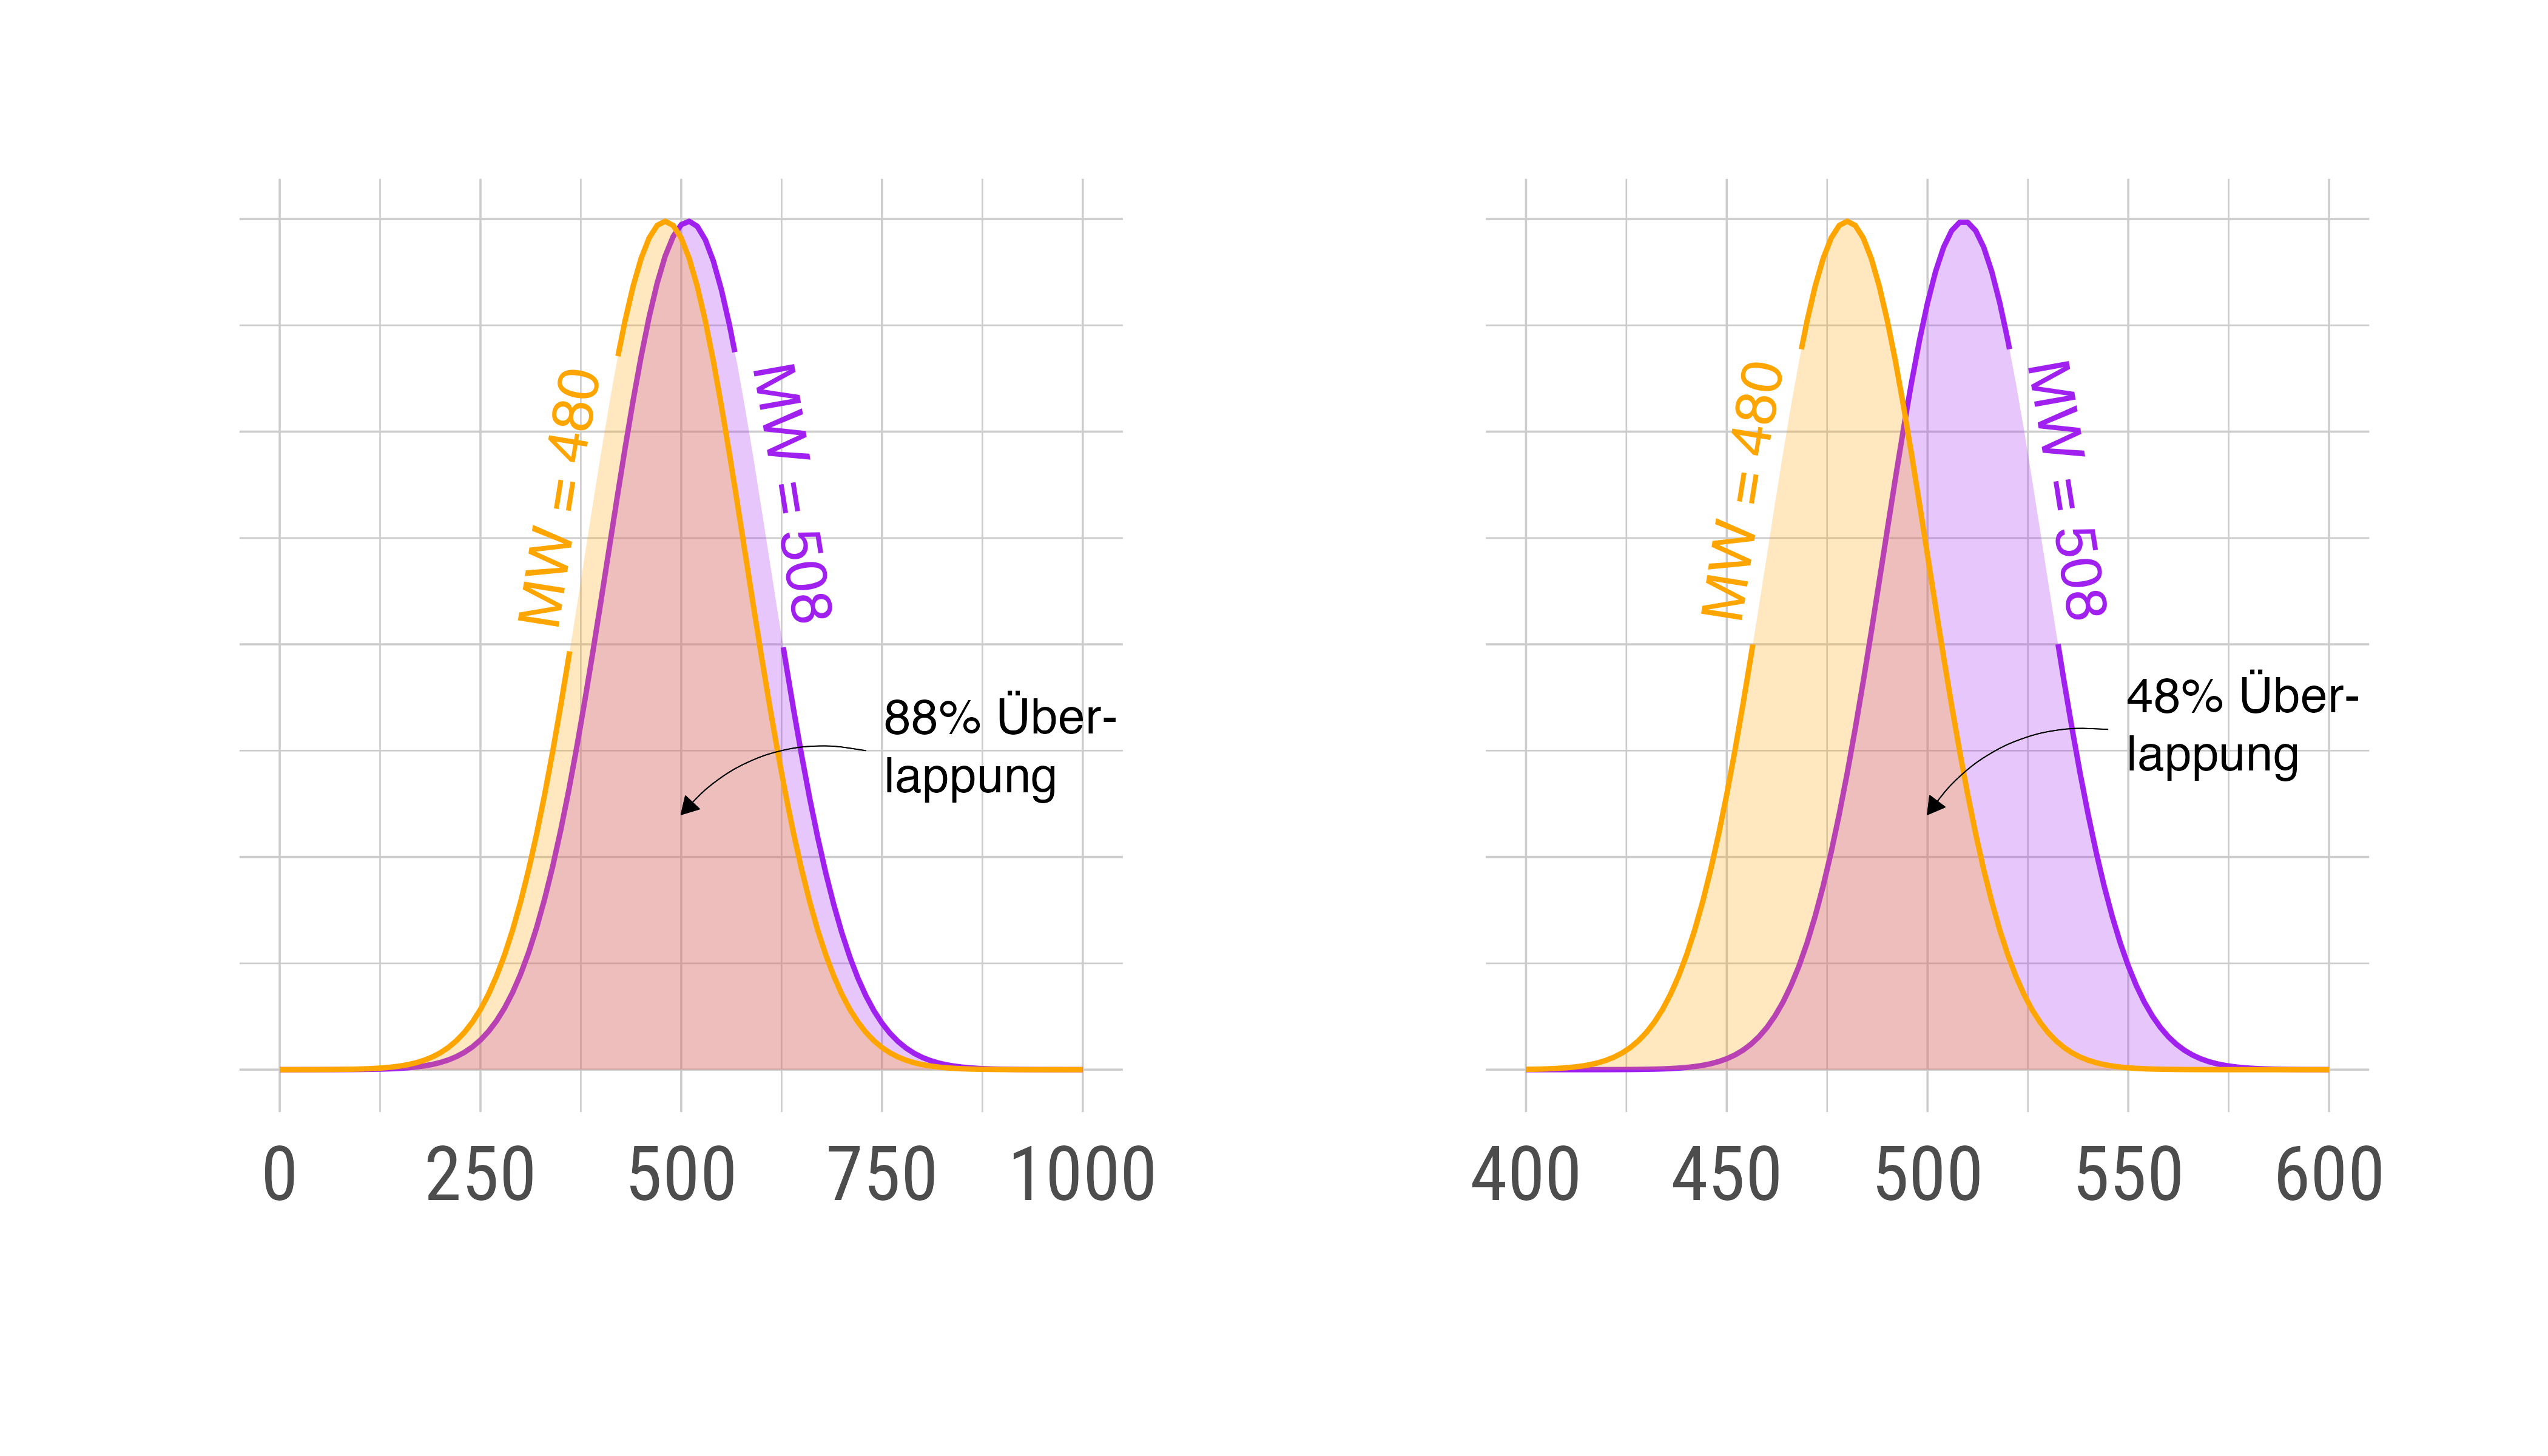 MW = 480
MW = 508
88% Über-
lappung
0 250 500 750 1000
MW = 480
MW = 508
48% Über-
lappung
400 450 500 550 600